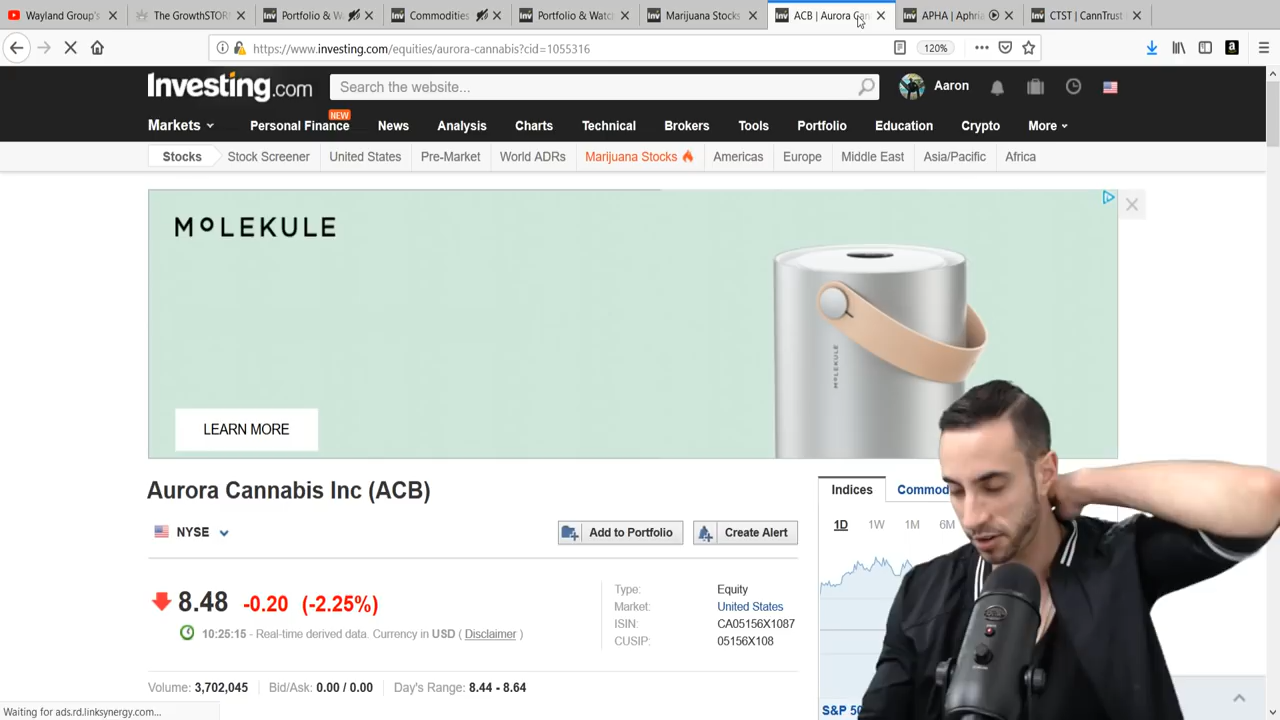 Wayland Group's
The GrowthSTOR
Portfolio & W
Commodities
Portfolio & Watc
Marijuana Stocks
ACB | Aurora Can
APHA | Aphria
CTST | CannTrust
https://www.investing.com/equities/aurora-cannabis?cid=1055316
120%
Investing.com
Search the website...
Aaron
Markets
NEW
Personal Finance
News
Analysis
Charts
Technical
Brokers
Tools
Portfolio
Education
Crypto
More
Stocks
Stock Screener
United States
Pre-Market
World ADRs
Marijuana Stocks
Americas
Europe
Middle East
Asia/Pacific
Africa
MOLEKULE
LEARN MORE
Aurora Cannabis Inc (ACB)
NYSE
Add to Portfolio
Create Alert
Indices
Commod
1D
1W
1M
6M
8.48 -0.20 (-2.25%)
10:25:15 - Real-time derived data. Currency in USD ( Disclaimer )
Type: Equity
Market: United States
ISIN: CA05156X1087
CUSIP: 05156X108
Volume: 3,702,045
Bid/Ask: 0.00 / 0.00
Day's Range: 8.44 - 8.64
S&P 50
Waiting for ads.rd.linksynergy.com...